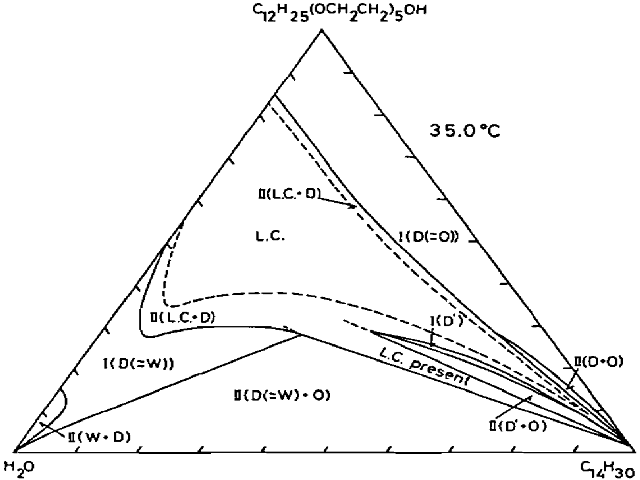 C₁₂H₂₅(OCH₂CH₂)₅OH
35.0°C
II(L.C.+D)
L.C.
I(D(=O))
II(L.C.+D)
I(D')
I(D(=W))
L.C. present
II(D+O)
II(D(=W)+O)
II(D'+O)
II(W+D)
H₂O
C₁₄H₃₀